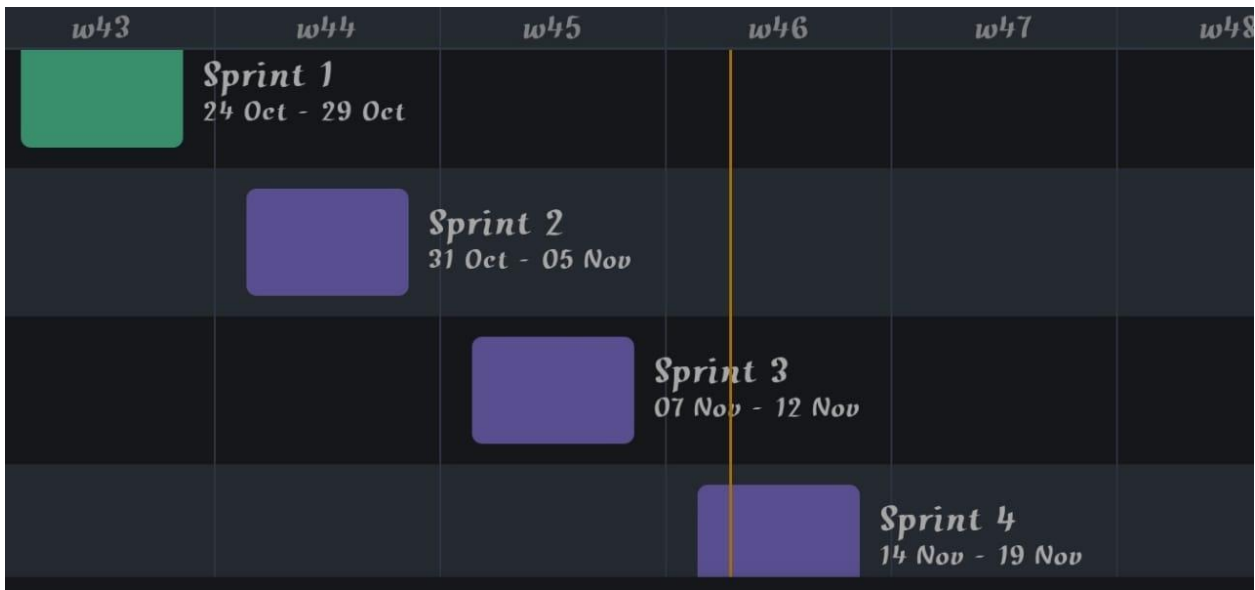 w43 w44 w45 w46 w47 w48
Sprint 1
24 Oct - 29 Oct
Sprint 2
31 Oct - 05 Nov
Sprint 3
07 Nov - 12 Nov
Sprint 4
14 Nov - 19 Nov